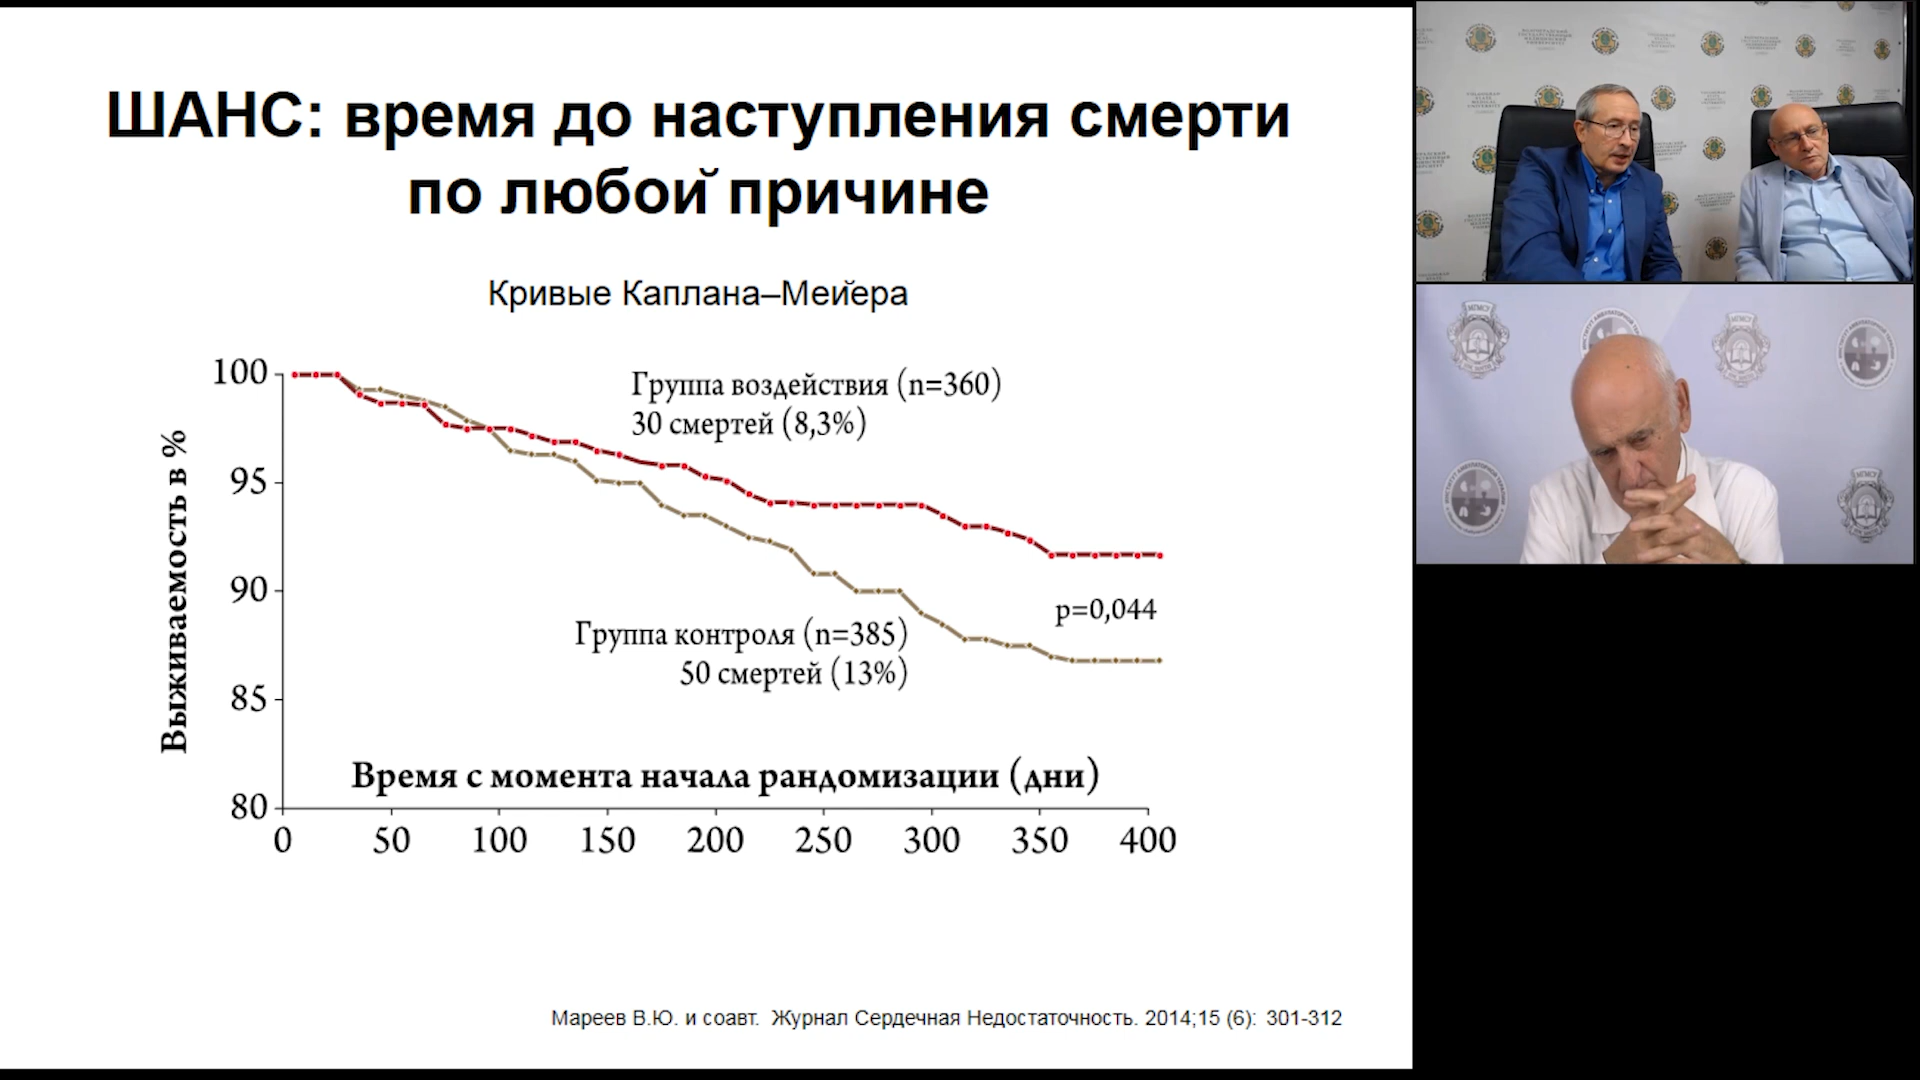 ШАНС: время до наступления смерти
по любой причине
Кривые Каплана–Мейера
Группа воздействия (n=360)
30 смертей (8,3%)
Выживаемость в %
100
95
90
85
80
p=0,044
Группа контроля (n=385)
50 смертей (13%)
Время с момента начала рандомизации (дни)
0 50 100 150 200 250 300 350 400
Мареев В.Ю. и соавт. Журнал Сердечная Недостаточность. 2014;15 (6): 301-312